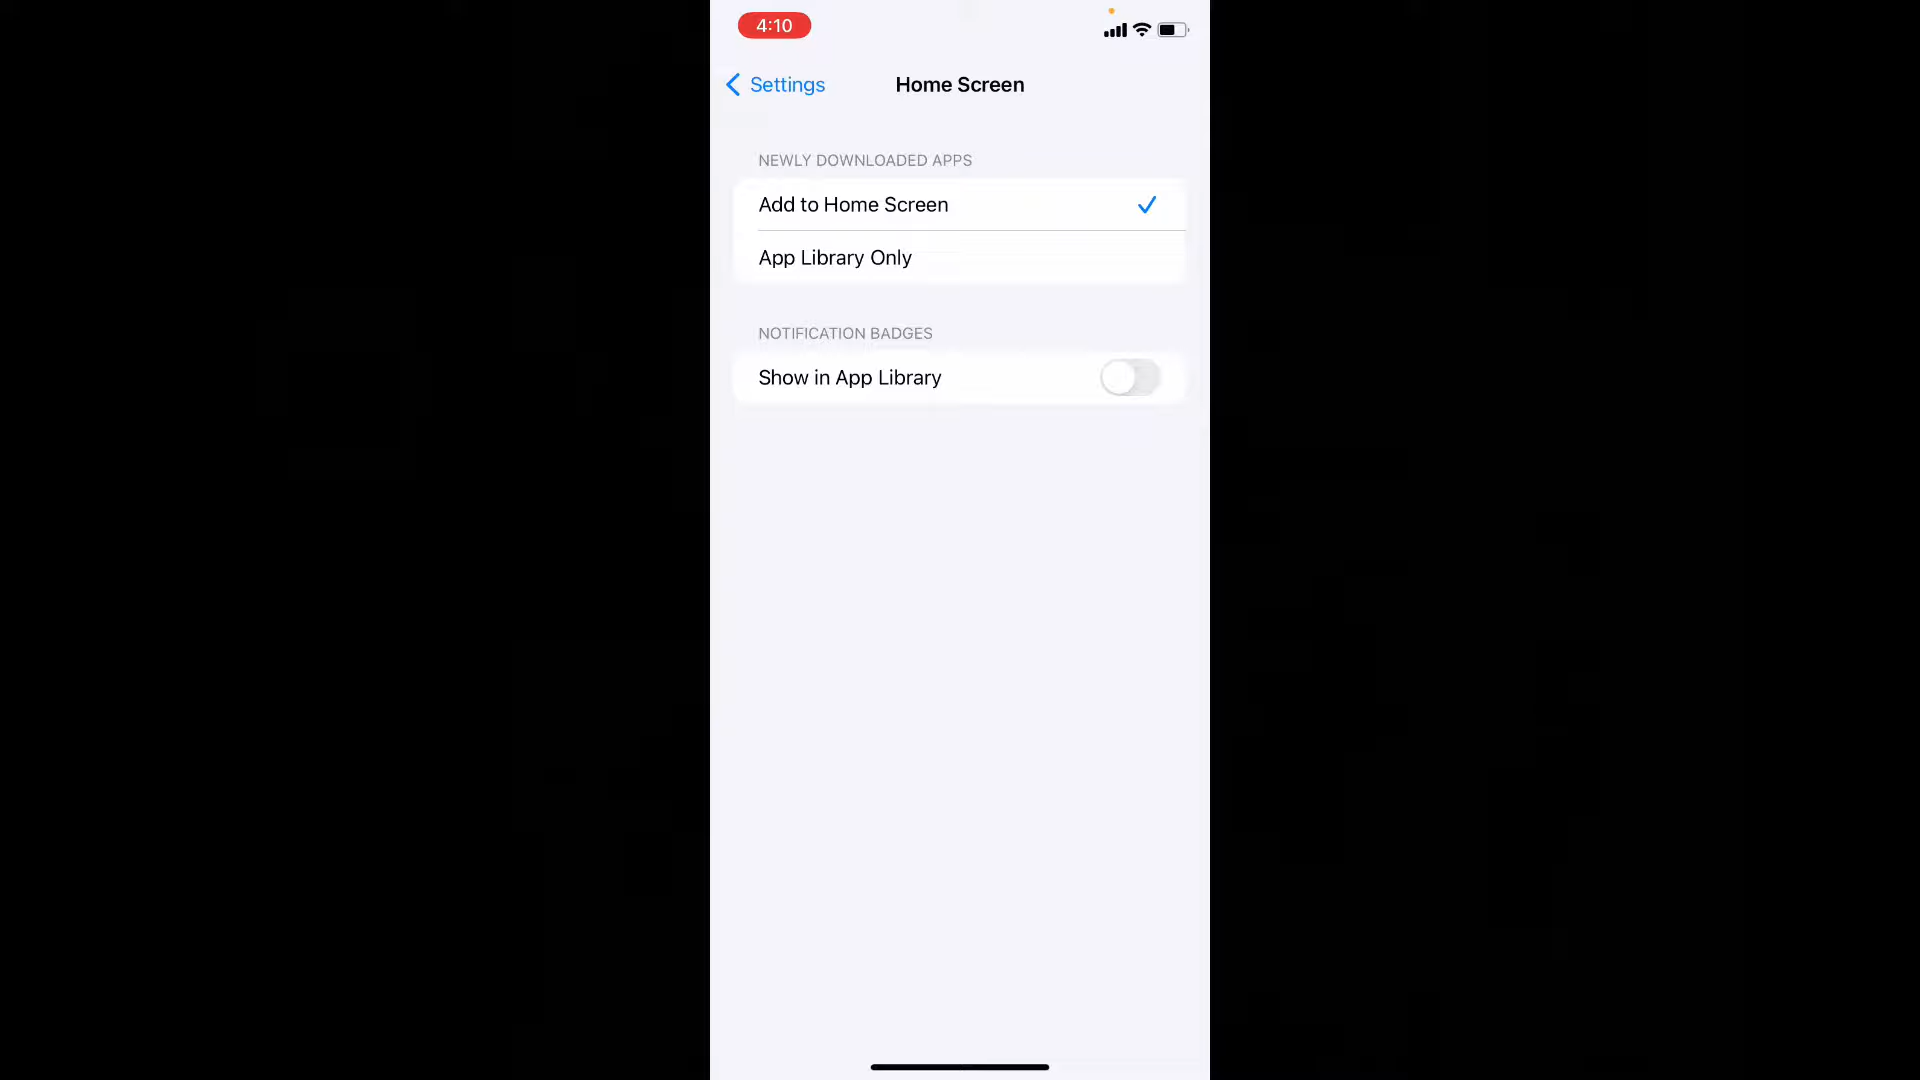 4:10
Settings
Home Screen
NEWLY DOWNLOADED APPS
Add to Home Screen
App Library Only
NOTIFICATION BADGES
Show in App Library